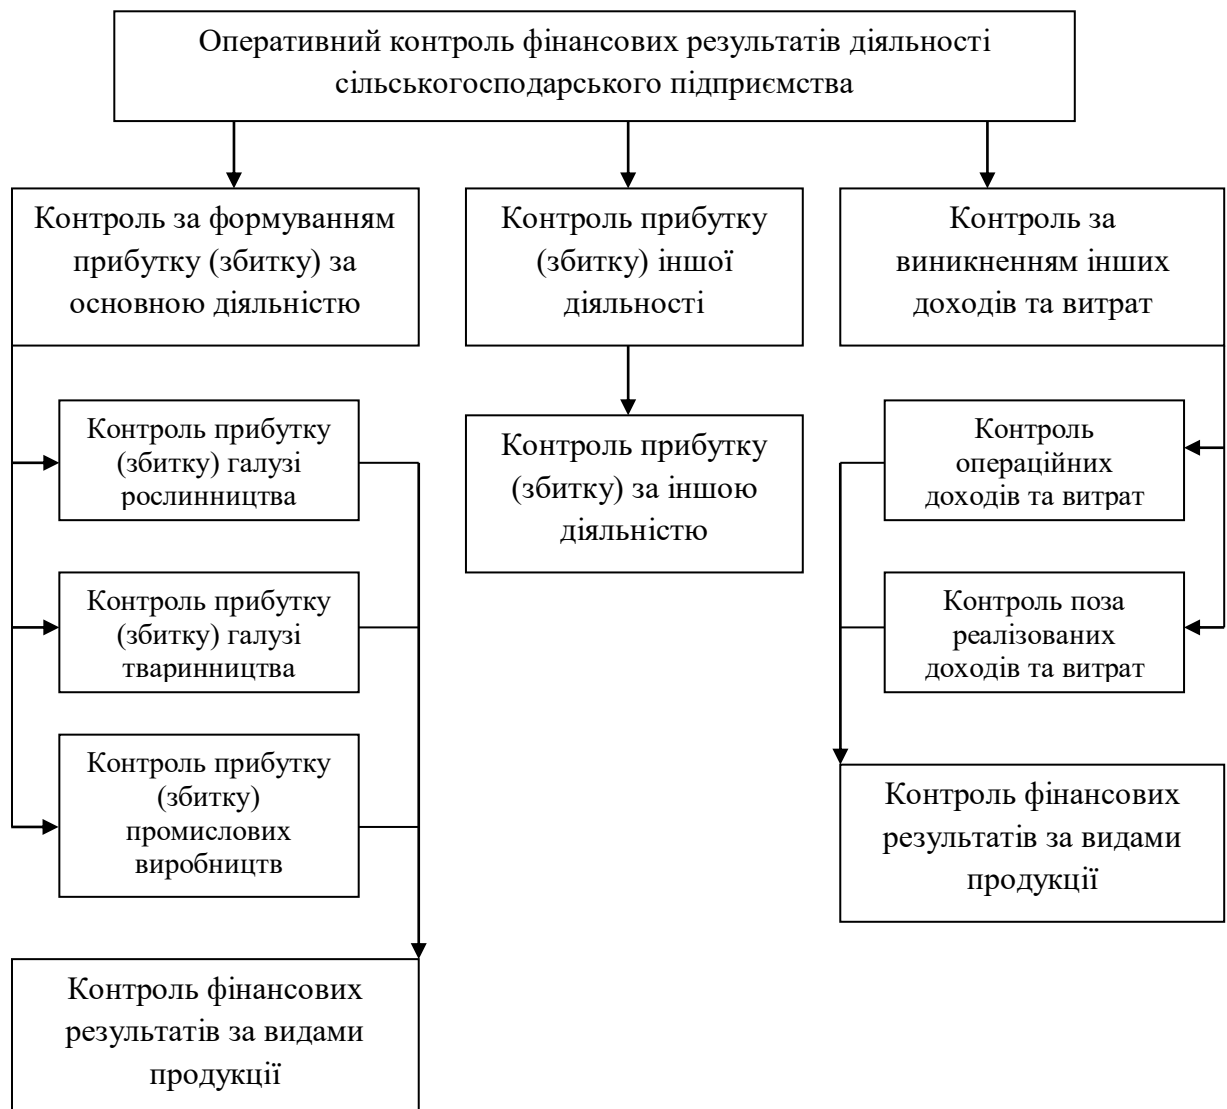 Оперативний контроль фінансових результатів діяльності
сільськогосподарського підприємства
Контроль за формуванням
прибутку (збитку) за
основною діяльністю
Контроль прибутку
(збитку) іншої
діяльності
Контроль за
виникненням інших
доходів та витрат
Контроль прибутку
(збитку) галузі
рослинництва
Контроль прибутку
(збитку) за іншою
діяльністю
Контроль
операційних
доходів та витрат
Контроль прибутку
(збитку) галузі
тваринництва
Контроль поза
реалізованих
доходів та витрат
Контроль прибутку
(збитку)
промислових
виробництв
Контроль фінансових
результатів за видами
продукції
Контроль фінансових
результатів за видами
продукції